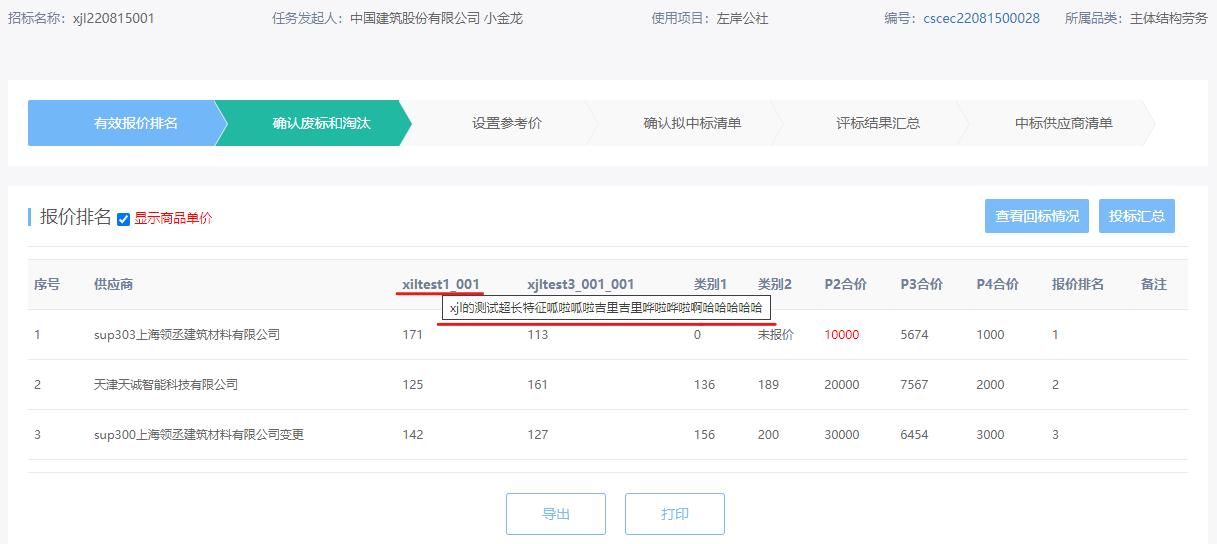 招标名称：xjl220815001 任务发起人：中国建筑股份有限公司 小金龙 使用项目：左岸公社 编号：cscec22081500028 所属品类：主体结构劳务
有效报价排名 确认废标和淘汰 设置参考价 确认拟中标清单 评标结果汇总 中标供应商清单
报价排名 显示商品单价 查看回标情况 投标汇总
序号 供应商 xjltest1_001 xjltest3_001_001 类别1 类别2 P2合价 P3合价 P4合价 报价排名 备注
xjl的测试超长特征呱啦呱啦吉里吉里哗啦哗啦啊哈哈哈哈哈
1 sup303上海领丞建筑材料有限公司 171 113 0 未报价 10000 5674 1000 1
2 天津天诚智能科技有限公司 125 161 136 189 20000 7567 2000 2
3 sup300上海领丞建筑材料有限公司变更 142 127 156 200 30000 6454 3000 3
导出 打印